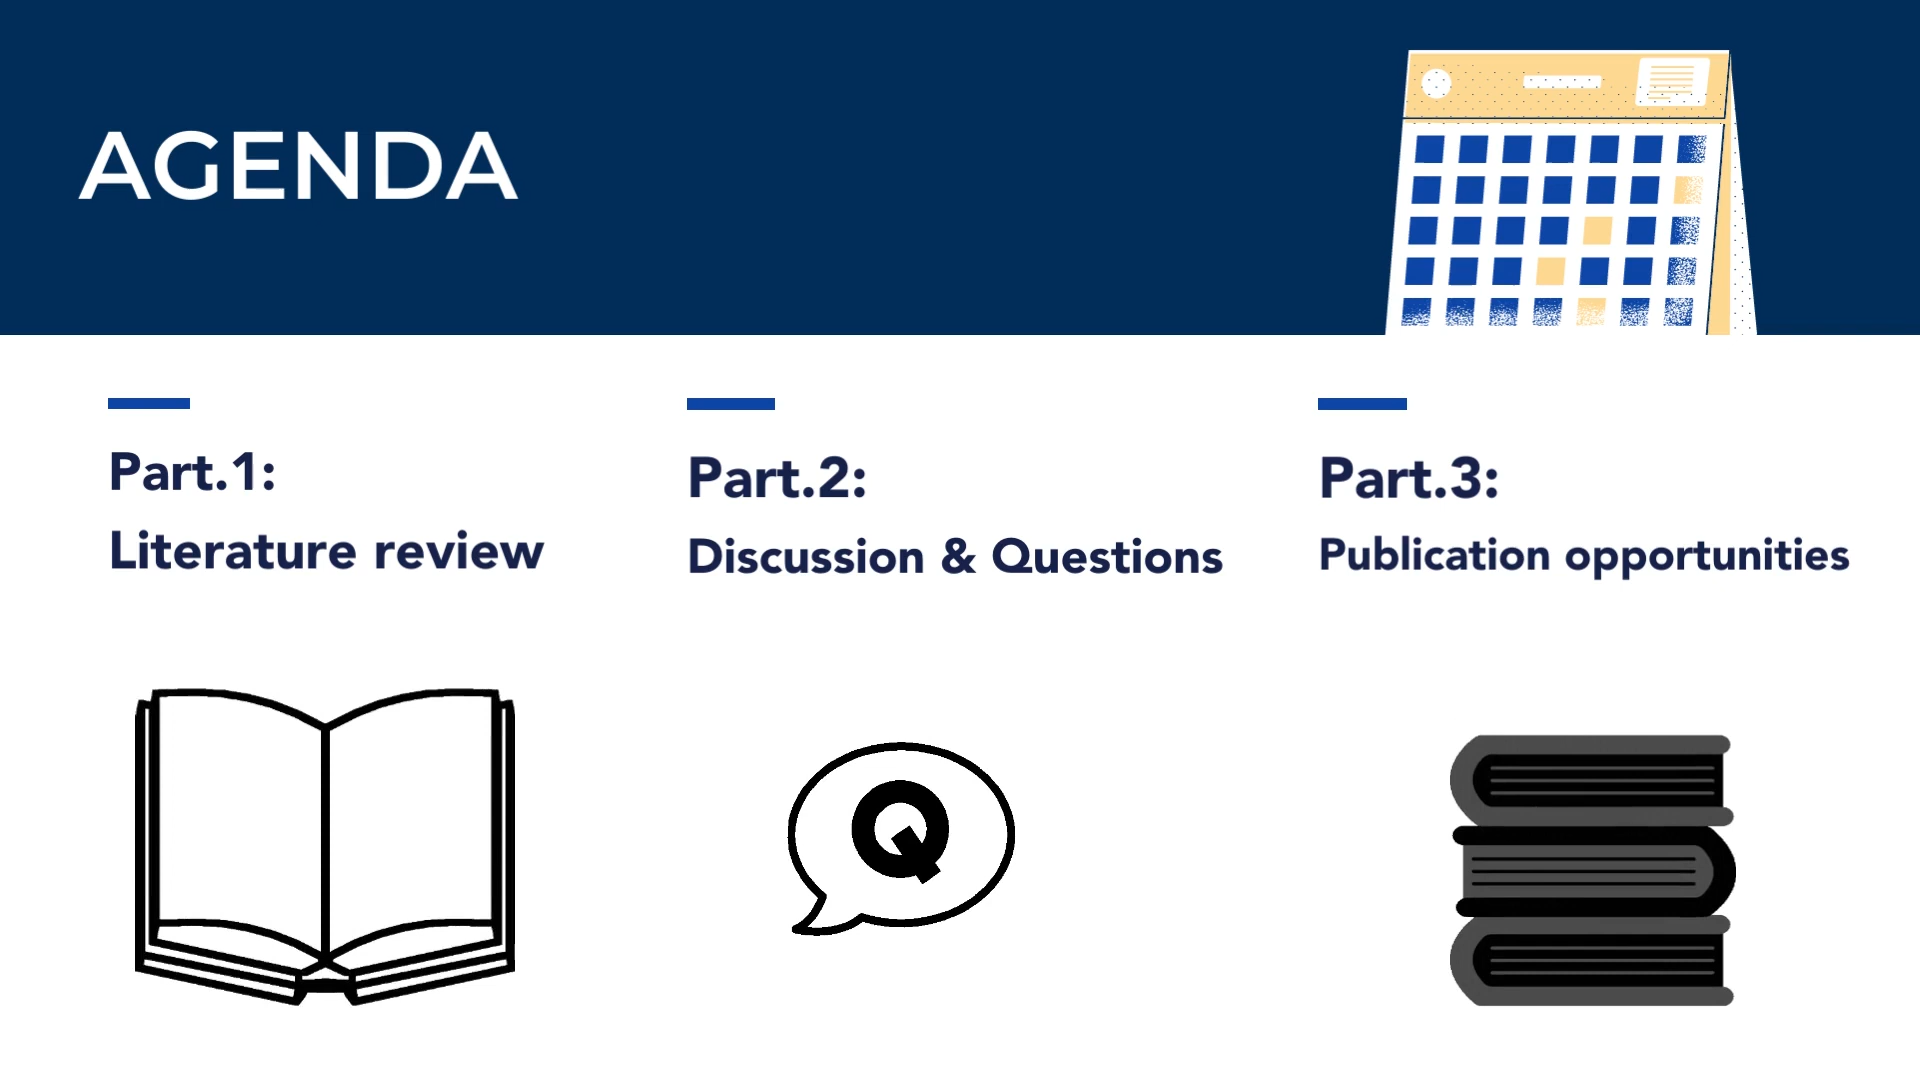 AGENDA
Part.1:
Literature review
Part.2:
Discussion & Questions
Part.3:
Publication opportunities
Q